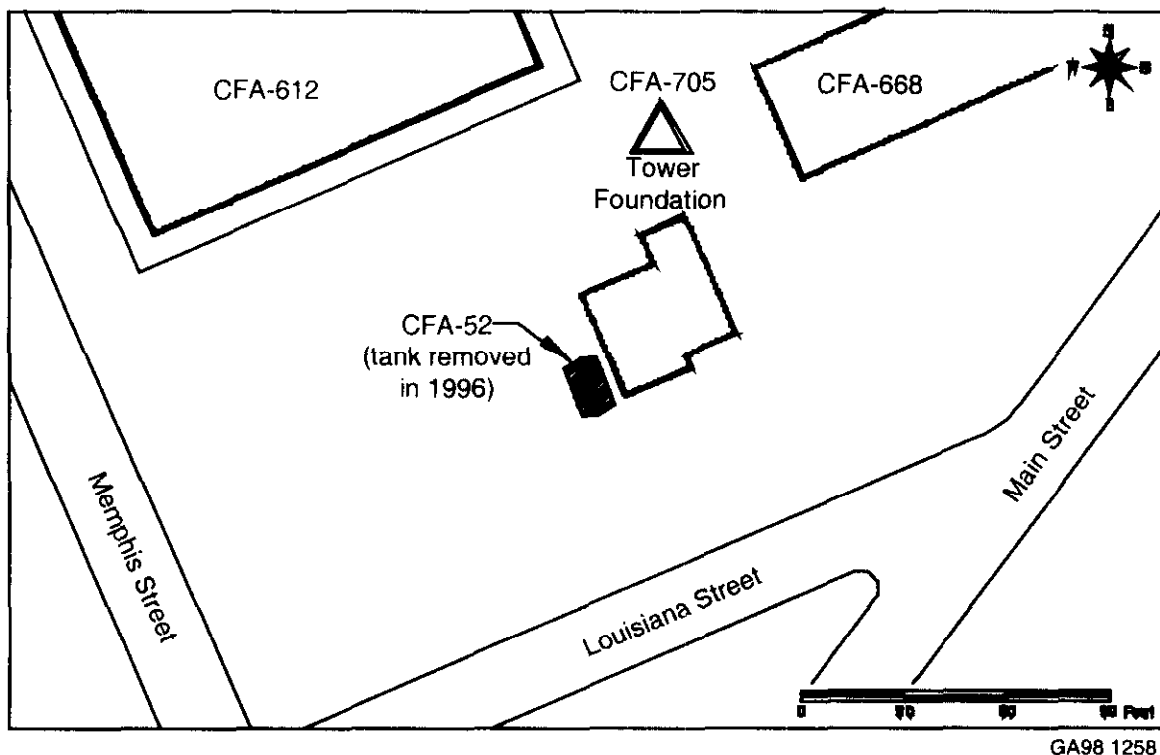 CFA-612
CFA-705
CFA-668
W
Tower
Foundation
CFA-52
(tank removed
in 1996)
Memphis Street
Main Street
Louisiana Street
0
Feet
GA98 1258